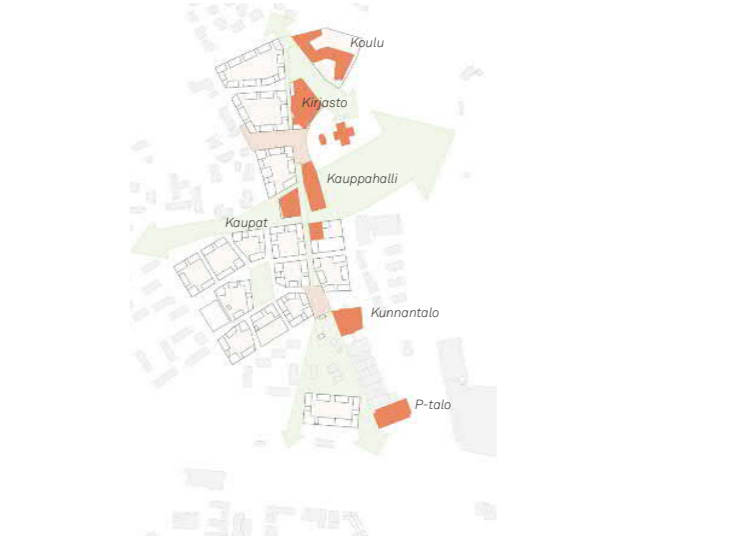 Koulu
Kirjasto
Kauppahalli
Kaupat
Kunnantalo
P-talo